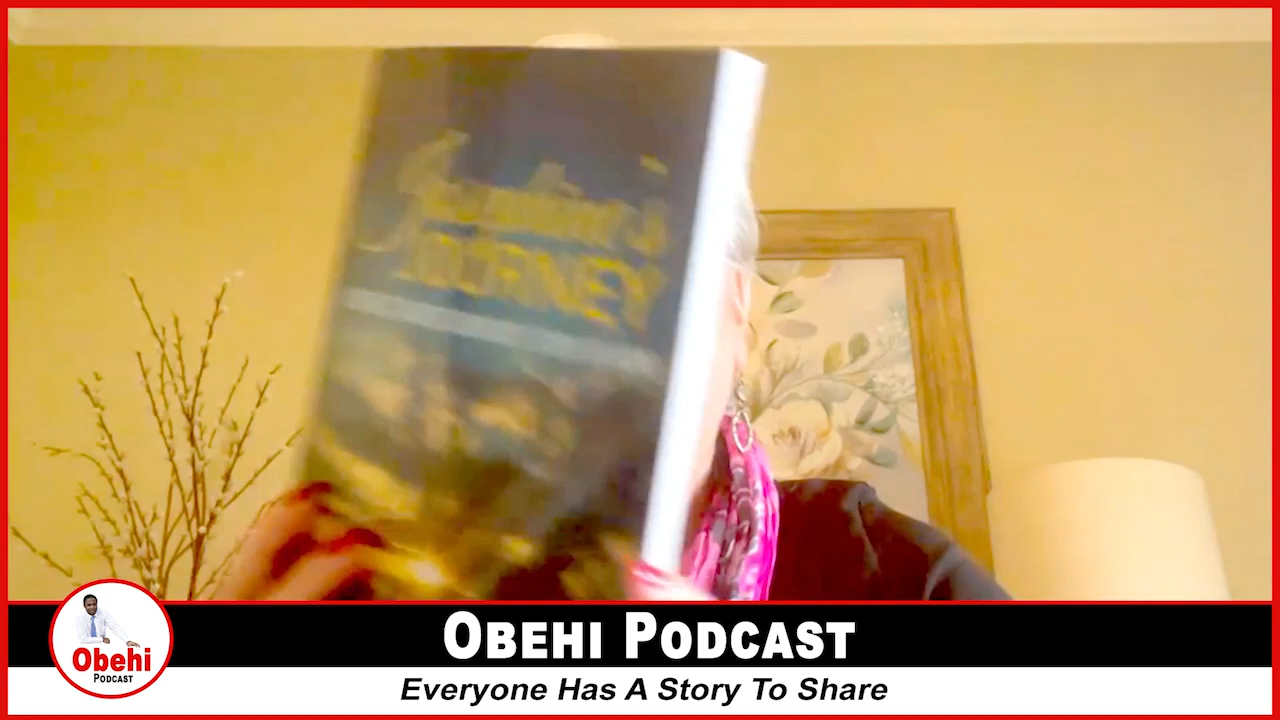 JOURNEY
OBEHI PODCAST
Everyone Has A Story To Share
Obehi
PODCAST